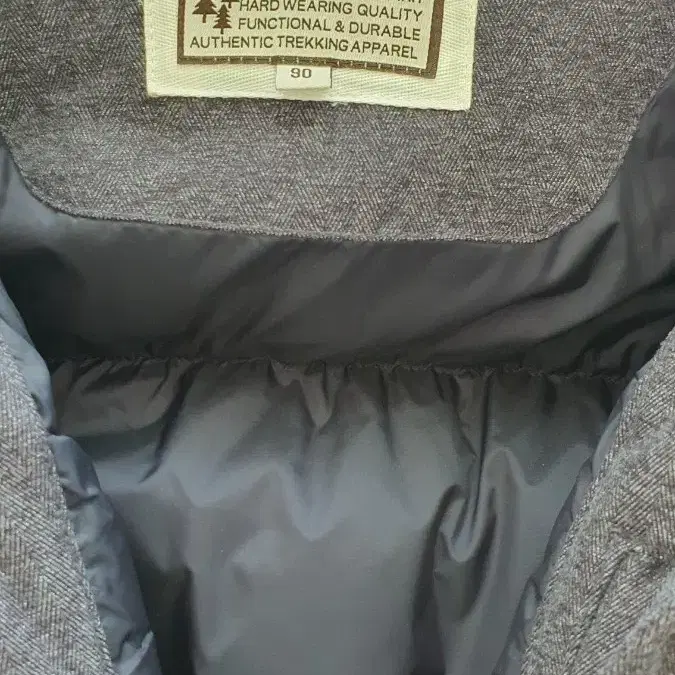 HARD WEARING QUALITY
FUNCTIONAL & DURABLE
AUTHENTIC TREKKING APPAREL
90